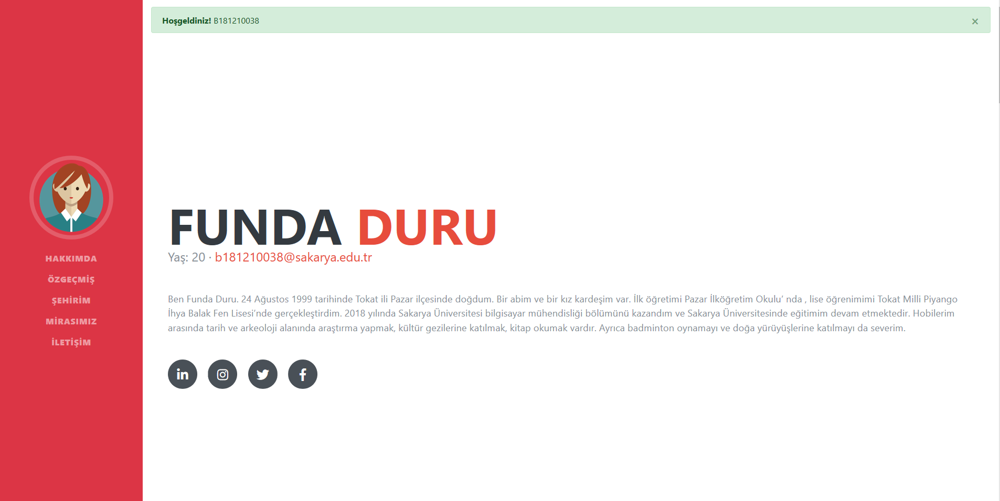 Hoşgeldiniz! B181210038
×
HAKKIMDA
ÖZGEÇMİŞ
ŞEHİRİM
MİRASIMIZ
İLETİŞİM
FUNDA DURU
Yaş: 20 · b181210038@sakarya.edu.tr
Ben Funda Duru. 24 Ağustos 1999 tarihinde Tokat ili Pazar ilçesinde doğdum. Bir abim ve bir kız kardeşim var. İlk öğretimi Pazar İlköğretim Okulu’ nda , lise öğrenimimi Tokat Milli Piyango
İhya Balak Fen Lisesi’nde gerçekleştirdim. 2018 yılında Sakarya Üniversitesi bilgisayar mühendisliği bölümünü kazandım ve Sakarya Üniversitesinde eğitimim devam etmektedir. Hobilerim
arasında tarih ve arkeoloji alanında araştırma yapmak, kültür gezilerine katılmak, kitap okumak vardır. Ayrıca badminton oynamayı ve doğa yürüyüşlerine katılmayı da severim.